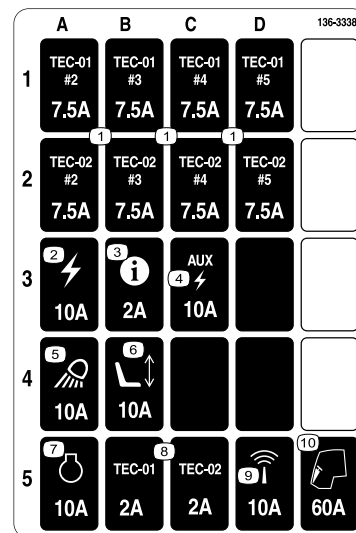 A B C D 136-3338
1 TEC-01 TEC-01 TEC-01 TEC-01
#2 #3 #4 #5
7.5A 7.5A 7.5A 7.5A
1 1 1
2 TEC-02 TEC-02 TEC-02 TEC-02
#2 #3 #4 #5
7.5A 7.5A 7.5A 7.5A
2 3 i AUX
3 4
10A 2A 10A
5 6
4
10A 10A
7 8 10
5 TEC-01 TEC-02 9
10A 2A 2A 10A 60A